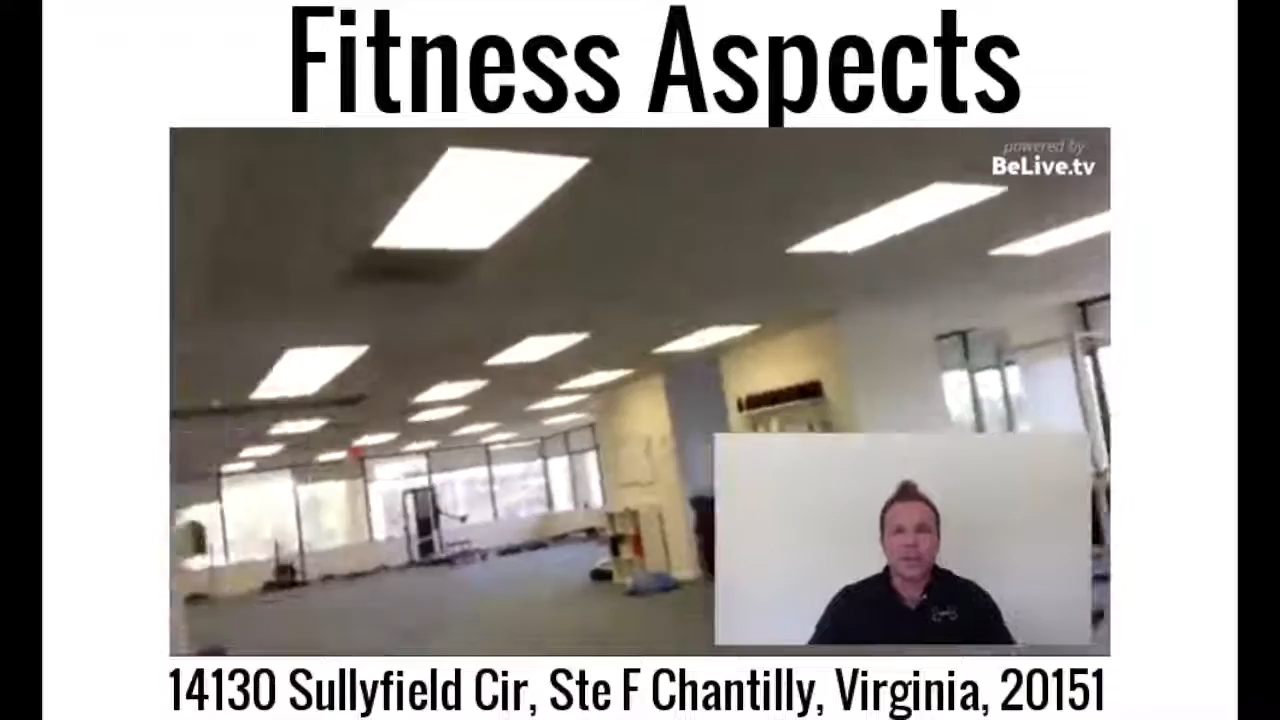 Fitness Aspects
powered by
BeLive.tv
14130 Sullyfield Cir, Ste F Chantilly, Virginia, 20151